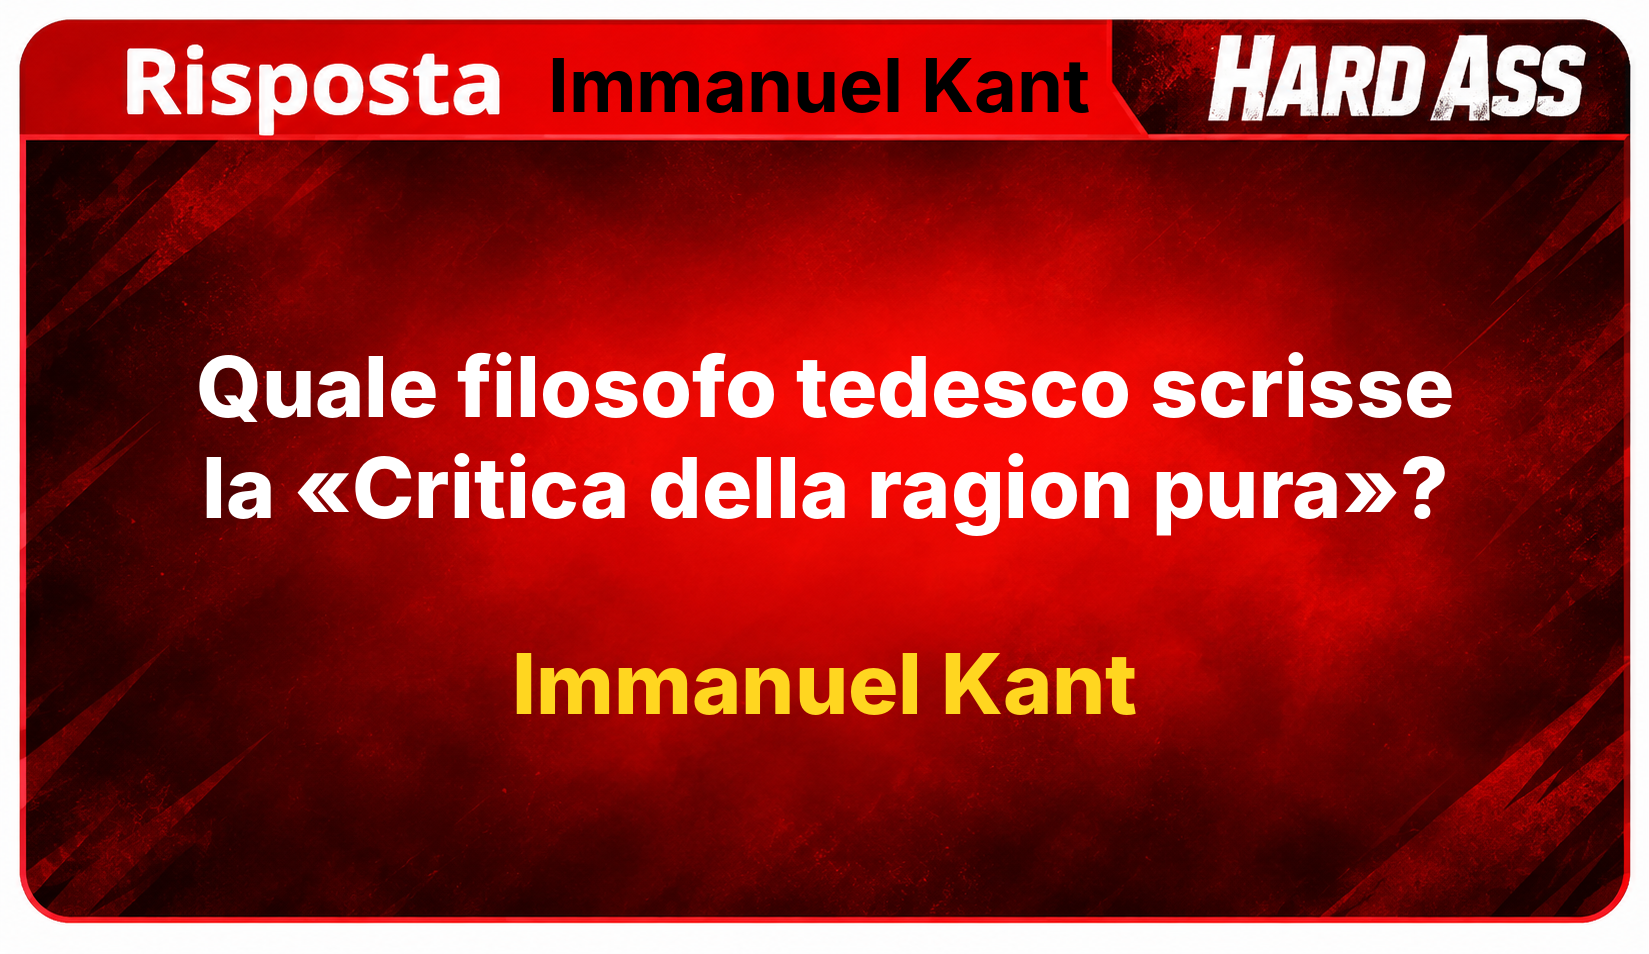 Risposta Immanuel Kant HARD ASS
Quale filosofo tedesco scrisse
la «Critica della ragion pura»?
Immanuel Kant